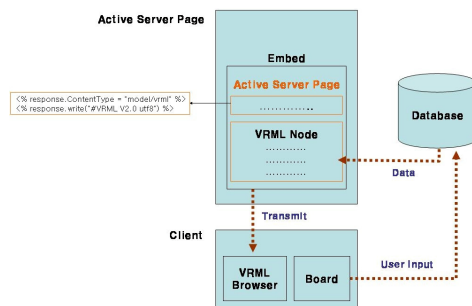 Active Server Page
Embed
Active Server Page
..............
<% response.ContentType = "model/vrml" %>
<% response.write("#VRML V2.0 utf8") %>
VRML Node
...........
...........
...........
Database
Data
Transmit
Client
VRML
Browser
Board
User Input